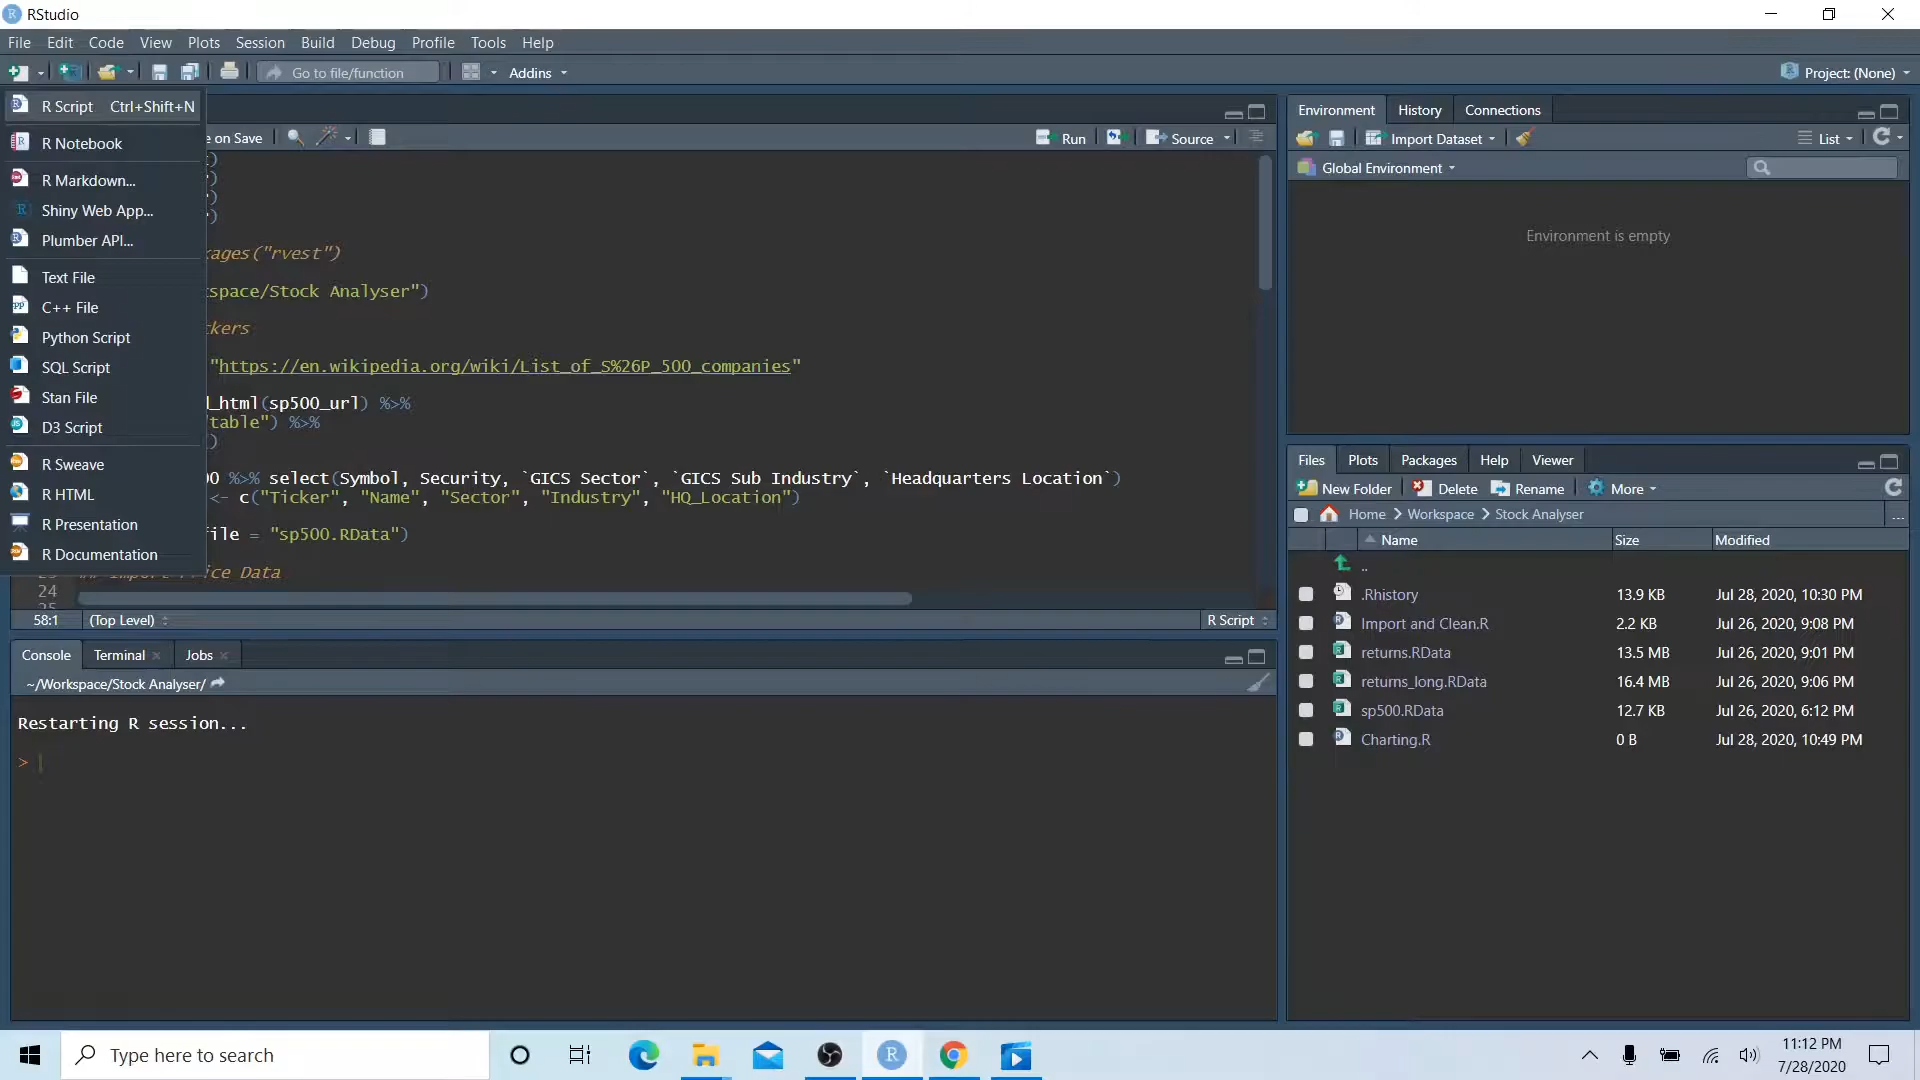 RStudio
File Edit Code View Plots Session Build Debug Profile Tools Help
Go to file/function Addins Project: (None)
R Script Ctrl+Shift+N
R Notebook
R Markdown...
Shiny Web App...
Plumber API...
Text File
C++ File
Python Script
SQL Script
Stan File
D3 Script
R Sweave
R HTML
R Presentation
R Documentation
e on Save Run Source
)
)
)
)
kages("rvest")
space/Stock Analyser")
kers
"https://en.wikipedia.org/wiki/List_of_S%26P_500_companies"
d_html(sp500_url) %>%
table") %>%
()
00 %>% select(Symbol, Security, `GICS Sector`, `GICS Sub Industry`, `Headquarters Location`)
<- c("Ticker", "Name", "Sector", "Industry", "HQ_Location")
file = "sp500.RData")
ice Data
24
25
58:1 (Top Level) R Script
Console Terminal Jobs
~/Workspace/Stock Analyser/
Restarting R session...
>
Environment History Connections
Import Dataset List
Global Environment
Environment is empty
Files Plots Packages Help Viewer
New Folder Delete Rename More
Home Workspace Stock Analyser ...
Name Size Modified
..
.Rhistory 13.9 KB Jul 28, 2020, 10:30 PM
Import and Clean.R 2.2 KB Jul 26, 2020, 9:08 PM
returns.RData 13.5 MB Jul 26, 2020, 9:01 PM
returns_long.RData 16.4 MB Jul 26, 2020, 9:06 PM
sp500.RData 12.7 KB Jul 26, 2020, 6:12 PM
Charting.R 0 B Jul 28, 2020, 10:49 PM
Type here to search
11:12 PM
7/28/2020